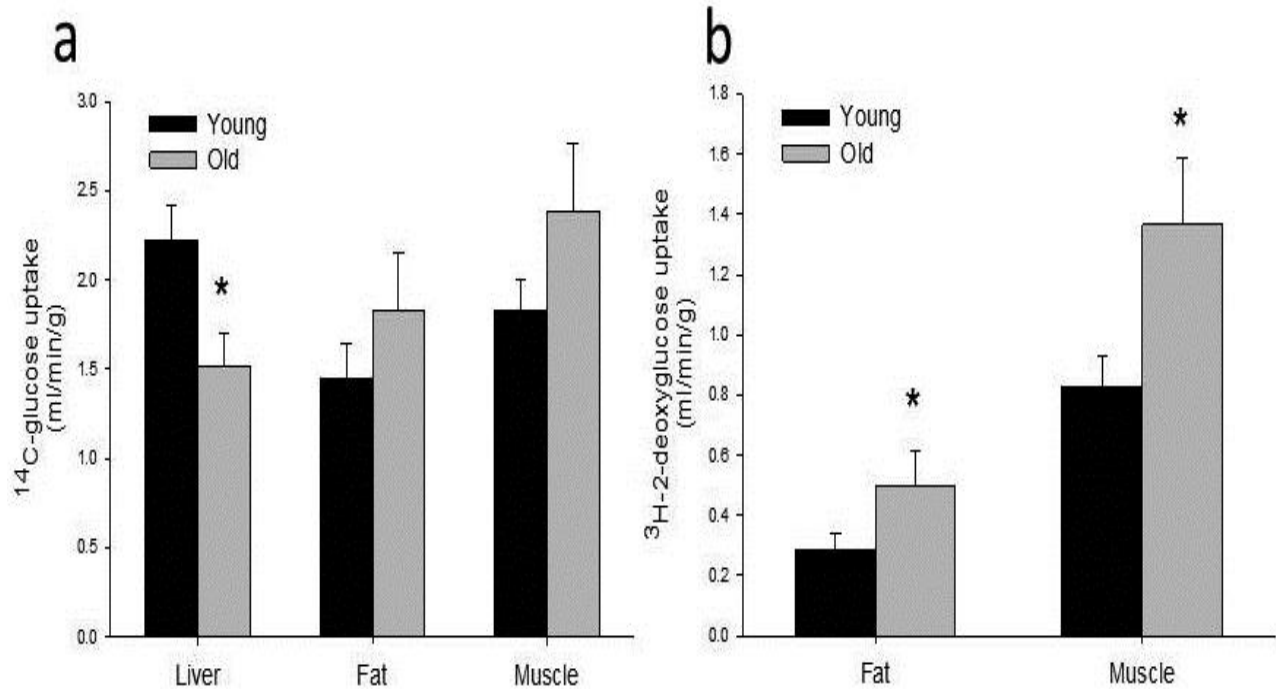 a
Young
Old
3.0
2.5
2.0
1.5
1.0
0.5
0.0
¹⁴C-glucose uptake
(ml/min/g)
*
Liver Fat Muscle
b
Young
Old
1.8
1.6
1.4
1.2
1.0
0.8
0.6
0.4
0.2
0.0
³H-2-deoxyglucose uptake
(ml/min/g)
*
*
Fat Muscle